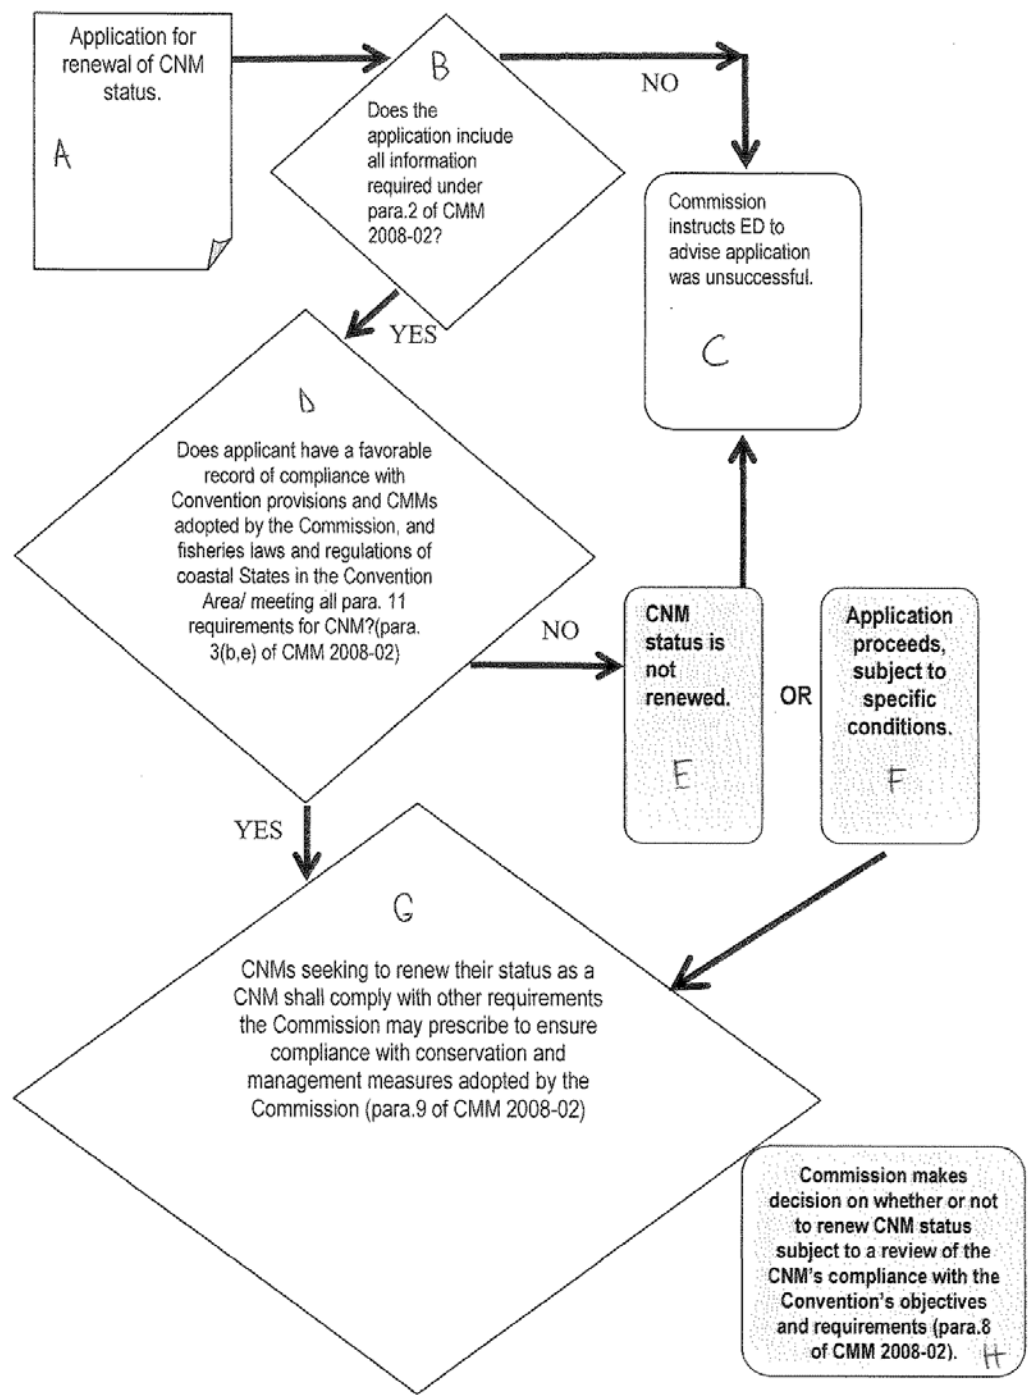 Application for
renewal of CNM
status.
A
B
Does the
application include
all information
required under
para.2 of CMM
2008-02?
NO
Commission
instructs ED to
advise application
was unsuccessful.
C
YES
D
Does applicant have a favorable
record of compliance with
Convention provisions and CMMs
adopted by the Commission, and
fisheries laws and regulations of
coastal States in the Convention
Area/ meeting all para. 11
requirements for CNM?(para.
3(b,e) of CMM 2008-02)
NO
CNM
status is
not
renewed.
E
OR
Application
proceeds,
subject to
specific
conditions.
F
YES
G
CNMs seeking to renew their status as a
CNM shall comply with other requirements
the Commission may prescribe to ensure
compliance with conservation and
management measures adopted by the
Commission (para.9 of CMM 2008-02)
Commission makes
decision on whether or not
to renew CNM status
subject to a review of the
CNM's compliance with the
Convention's objectives
and requirements (para.8
of CMM 2008-02).
H